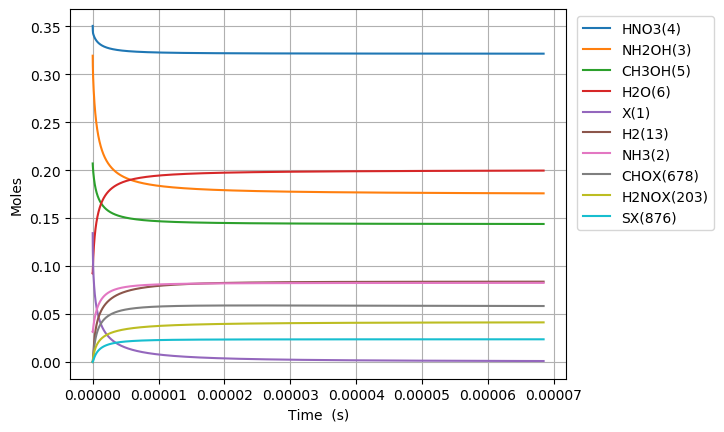 0.35
0.30
0.25
0.20
0.15
0.10
0.05
0.00
Moles
0.00000 0.00001 0.00002 0.00003 0.00004 0.00005 0.00006 0.00007
Time (s)
HNO3(4)
NH2OH(3)
CH3OH(5)
H2O(6)
X(1)
H2(13)
NH3(2)
CHOX(678)
H2NOX(203)
SX(876)